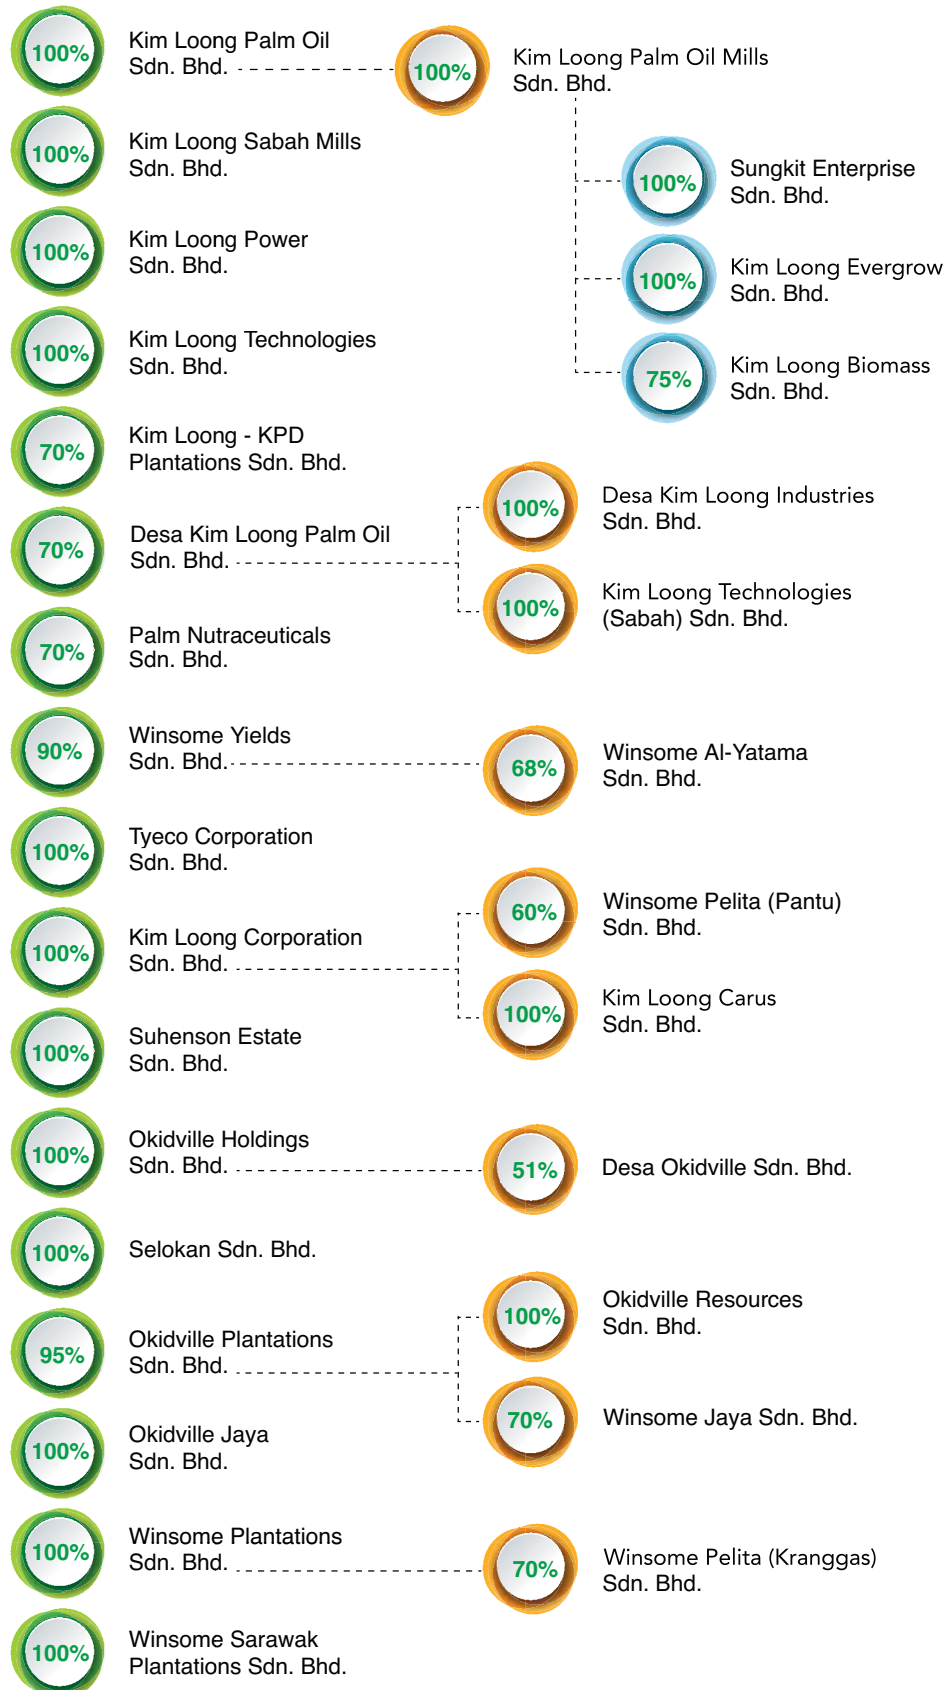 100%
Kim Loong Palm Oil
Sdn. Bhd.
100%
Kim Loong Palm Oil Mills
Sdn. Bhd.
100%
Kim Loong Sabah Mills
Sdn. Bhd.
100%
Sungkit Enterprise
Sdn. Bhd.
100%
Kim Loong Power
Sdn. Bhd.
100%
Kim Loong Evergrow
Sdn. Bhd.
100%
Kim Loong Technologies
Sdn. Bhd.
75%
Kim Loong Biomass
Sdn. Bhd.
70%
Kim Loong - KPD
Plantations Sdn. Bhd.
70%
Desa Kim Loong Palm Oil
Sdn. Bhd.
100%
Desa Kim Loong Industries
Sdn. Bhd.
100%
Kim Loong Technologies
(Sabah) Sdn. Bhd.
70%
Palm Nutraceuticals
Sdn. Bhd.
90%
Winsome Yields
Sdn. Bhd.
68%
Winsome Al-Yatama
Sdn. Bhd.
100%
Tyeco Corporation
Sdn. Bhd.
100%
Kim Loong Corporation
Sdn. Bhd.
60%
Winsome Pelita (Pantu)
Sdn. Bhd.
100%
Kim Loong Carus
Sdn. Bhd.
100%
Suhenson Estate
Sdn. Bhd.
100%
Okidville Holdings
Sdn. Bhd.
51%
Desa Okidville Sdn. Bhd.
100%
Selokan Sdn. Bhd.
95%
Okidville Plantations
Sdn. Bhd.
100%
Okidville Resources
Sdn. Bhd.
70%
Winsome Jaya Sdn. Bhd.
100%
Okidville Jaya
Sdn. Bhd.
100%
Winsome Plantations
Sdn. Bhd.
70%
Winsome Pelita (Kranggas)
Sdn. Bhd.
100%
Winsome Sarawak
Plantations Sdn. Bhd.